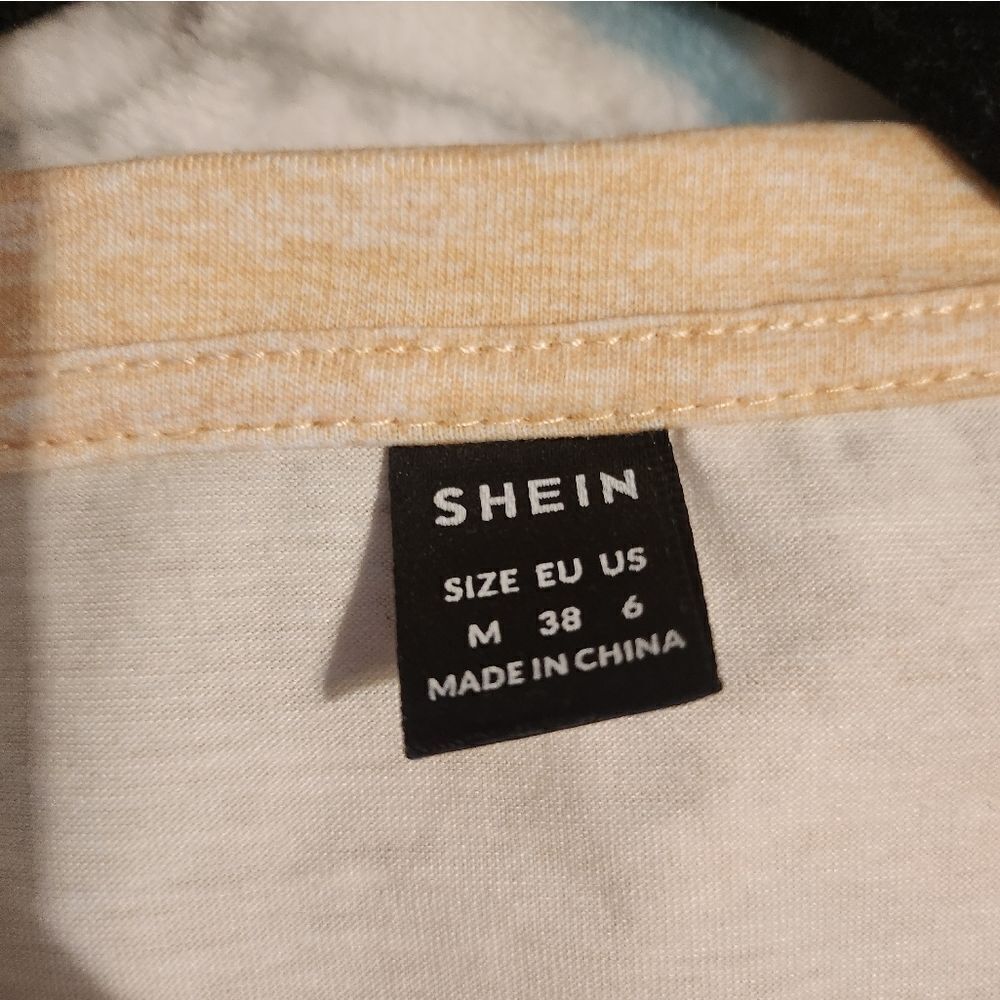 SHEIN
SIZE EU US
M 38 6
MADE IN CHINA